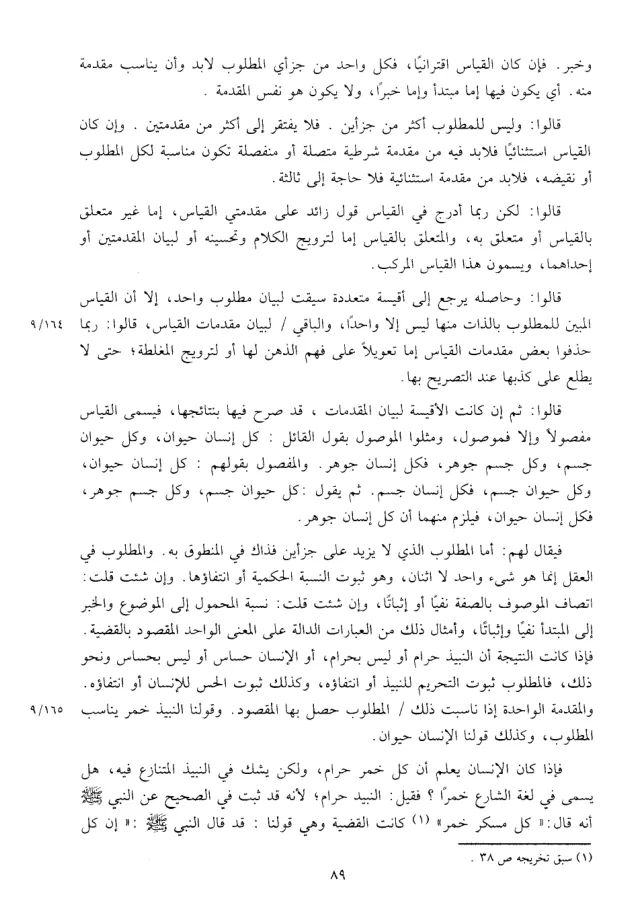 وخبر. فإن كان القياس اقترانيًا، فكل واحد من جزأي المطلوب لابد وأن يناسب مقدمة
منه. أي يكون فيها إما مبتدأ وإما خبرًا، ولا يكون هو نفس المقدمة .
قالوا: وليس للمطلوب أكثر من جزأين . فلا يفتقر إلى أكثر من مقدمتين . وإن كان
القياس استثنائيًا فلابد فيه من مقدمة شرطية متصلة أو منفصلة تكون مناسبة لكل المطلوب
أو نقيضه، فلابد من مقدمة استثنائية فلا حاجة إلى ثالثة.
قالوا: لكن ربما أدرج في القياس قول زائد على مقدمتي القياس، إما غير متعلق
بالقياس أو متعلق به، والمتعلق بالقياس إما لترويج الكلام وتحسينه أو لبيان المقدمتين أو
إحداهما، ويسمون هذا القياس المركب.
قالوا: وحاصله يرجع إلى أقيسة متعددة سيقت لبيان مطلوب واحد، إلا أن القياس
المبين للمطلوب بالذات منها ليس إلا واحدًا، والباقي / لبيان مقدمات القياس، قالوا: ربما ٩/١٦٤
حذفوا بعض مقدمات القياس إما تعويلاً على فهم الذهن لها أو لترويج المغلطة؛ حتى لا
يطلع على كذبها عند التصريح بها.
قالوا: ثم إن كانت الأقيسة لبيان المقدمات ، قد صرح فيها بنتائجها، فيسمى القياس
مفصولاً وإلا فموصول، ومثلوا الموصول بقول القائل : كل إنسان حيوان، وكل حيوان
جسم، وكل جسم جوهر، فكل إنسان جوهر. والمفصول بقولهم : كل إنسان حيوان،
وكل حيوان جسم، فكل إنسان جسم. ثم يقول :كل حيوان جسم، وكل جسم جوهر،
فكل إنسان حيوان، فيلزم منهما أن كل إنسان جوهر.
فيقال لهم: أما المطلوب الذي لا يزيد على جزأين فذاك في المنطوق به. والمطلوب في
العقل إنما هو شيء واحد لا اثنان، وهو ثبوت النسبة الحكمية أو انتفاؤها. وإن شئت قلت:
اتصاف الموصوف بالصفة نفيًا أو إثباتًا، وإن شئت قلت: نسبة المحمول إلى الموضوع والخبر
إلى المبتدأ نفيًا وإثباتًا، وأمثال ذلك من العبارات الدالة على المعنى الواحد المقصود بالقضية.
فإذا كانت النتيجة أن النبيذ حرام أو ليس بحرام، أو الإنسان حساس أو ليس بحساس ونحو
ذلك، فالمطلوب ثبوت التحريم للنبيذ أو انتفاؤه، وكذلك ثبوت الحس للإنسان أو انتفاؤه.
والمقدمة الواحدة إذا ناسبت ذلك / المطلوب حصل بها المقصود. وقولنا النبيذ خمر يناسب ٩/١٦٥
المطلوب، وكذلك قولنا الإنسان حيوان.
فإذا كان الإنسان يعلم أن كل خمر حرام، ولكن يشك في النبيذ المتنازع فيه، هل
يسمى في لغة الشارع خمرًا ؟ فقيل: النبيد حرام؛ لأنه قد ثبت في الصحيح عن النبي ﷺ
أنه قال:« كل مسكر خمر» (١) كانت القضية وهي قولنا : قد قال النبي ﷺ :« إن كل
(١) سبق تخريجه ص ٣٨ .
٨٩